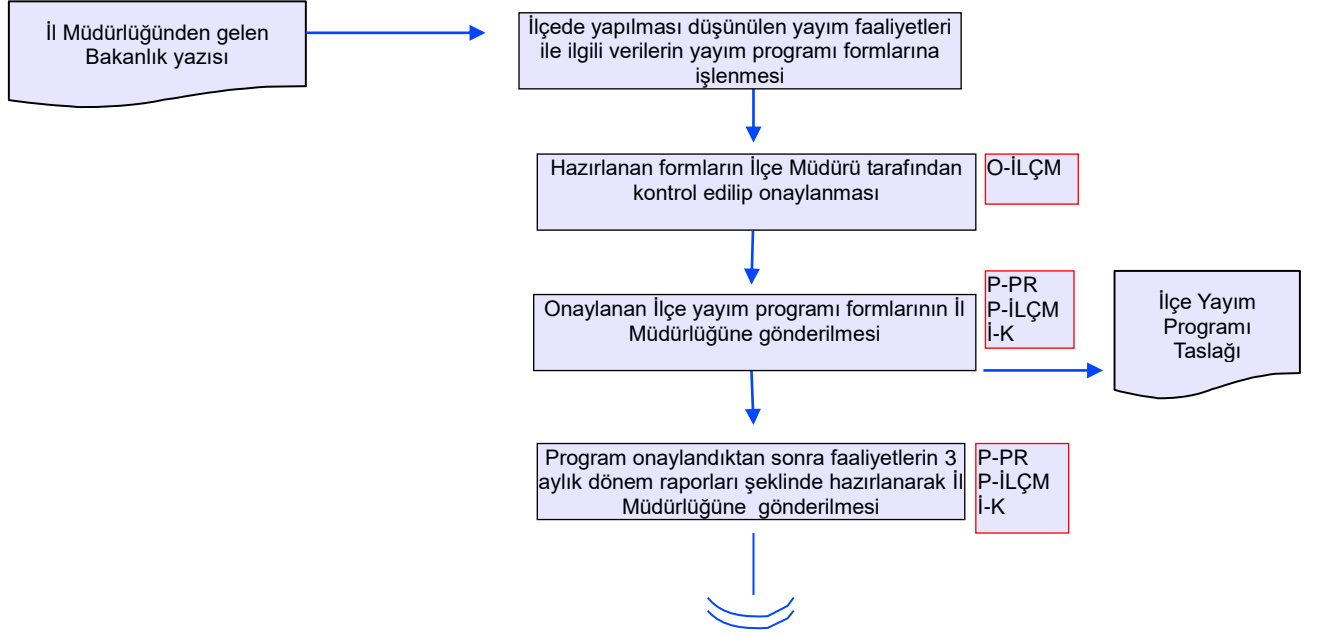 İl Müdürlüğünden gelen
Bakanlık yazısı
İlçede yapılması düşünülen yayım faaliyetleri
ile ilgili verilerin yayım programı formlarına
işlenmesi
Hazırlanan formların İlçe Müdürü tarafından
kontrol edilip onaylanması
O-İLÇM
Onaylanan İlçe yayım programı formlarının İl
Müdürlüğüne gönderilmesi
P-PR
P-İLÇM
İ-K
İlçe Yayım
Programı
Taslağı
Program onaylandıktan sonra faaliyetlerin 3
aylık dönem raporları şeklinde hazırlanarak İl
Müdürlüğüne gönderilmesi
P-PR
P-İLÇM
İ-K